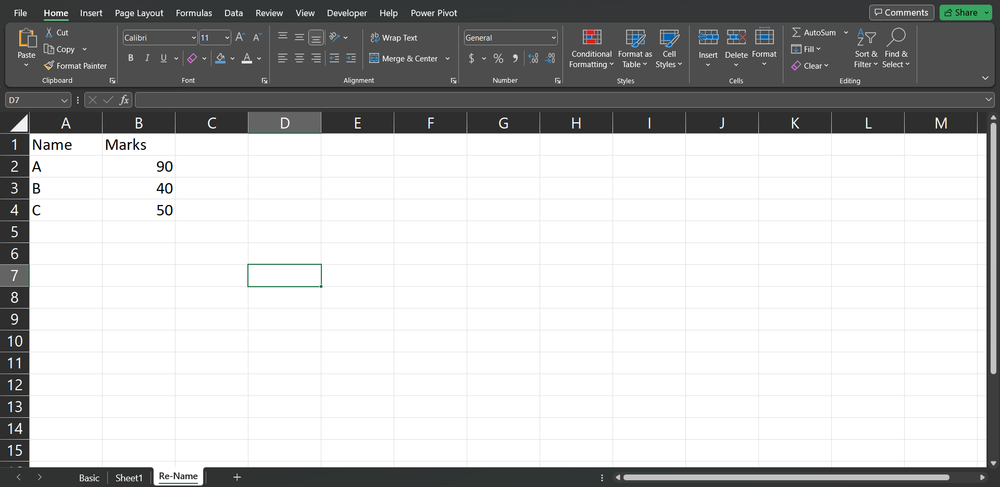 File Home Insert Page Layout Formulas Data Review View Developer Help Power Pivot Comments Share
Paste
Cut
Copy
Format Painter
Clipboard
Calibri 11
B I U A
Font
Wrap Text
Merge & Center
Alignment
General
$ % 9
Number
Conditional Formatting
Format as Table
Cell Styles
Styles
Insert Delete Format
Cells
AutoSum
Fill
Clear
Sort & Filter
Find & Select
Editing
D7 fx
A B C D E F G H I J K L M
1 Name Marks
2 A 90
3 B 40
4 C 50
5
6
7
8
9
10
11
12
13
14
15
Basic Sheet1 Re-Name +